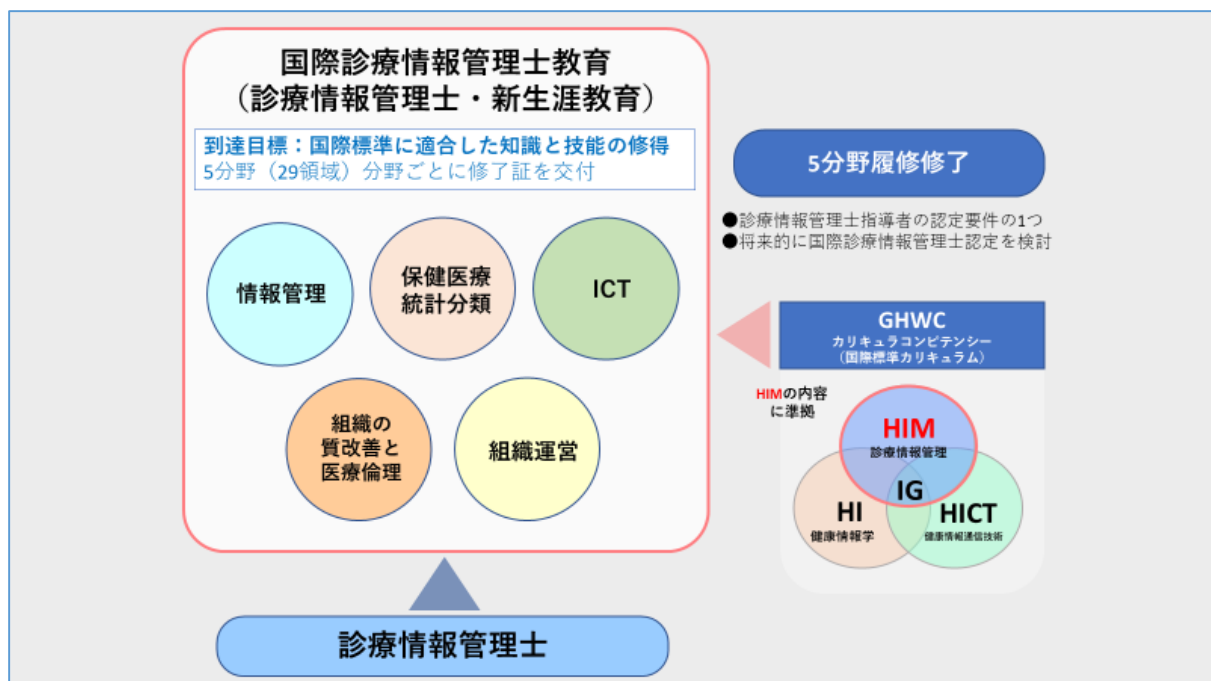 国際診療情報管理士教育
（診療情報管理士・新生涯教育）
到達目標：国際標準に適合した知識と技能の修得
5分野（29領域）分野ごとに修了証を交付
情報管理
保健医療
統計分類
ICT
組織の
質改善と
医療倫理
組織運営
診療情報管理士
5分野履修修了
●診療情報管理士指導者の認定要件の1つ
●将来的に国際診療情報管理士認定を検討
GHWC
カリキュラコンピテンシー
（国際標準カリキュラム）
HIMの内容
に準拠
HIM
診療情報管理
IG
HI
健康情報学
HICT
健康情報通信技術